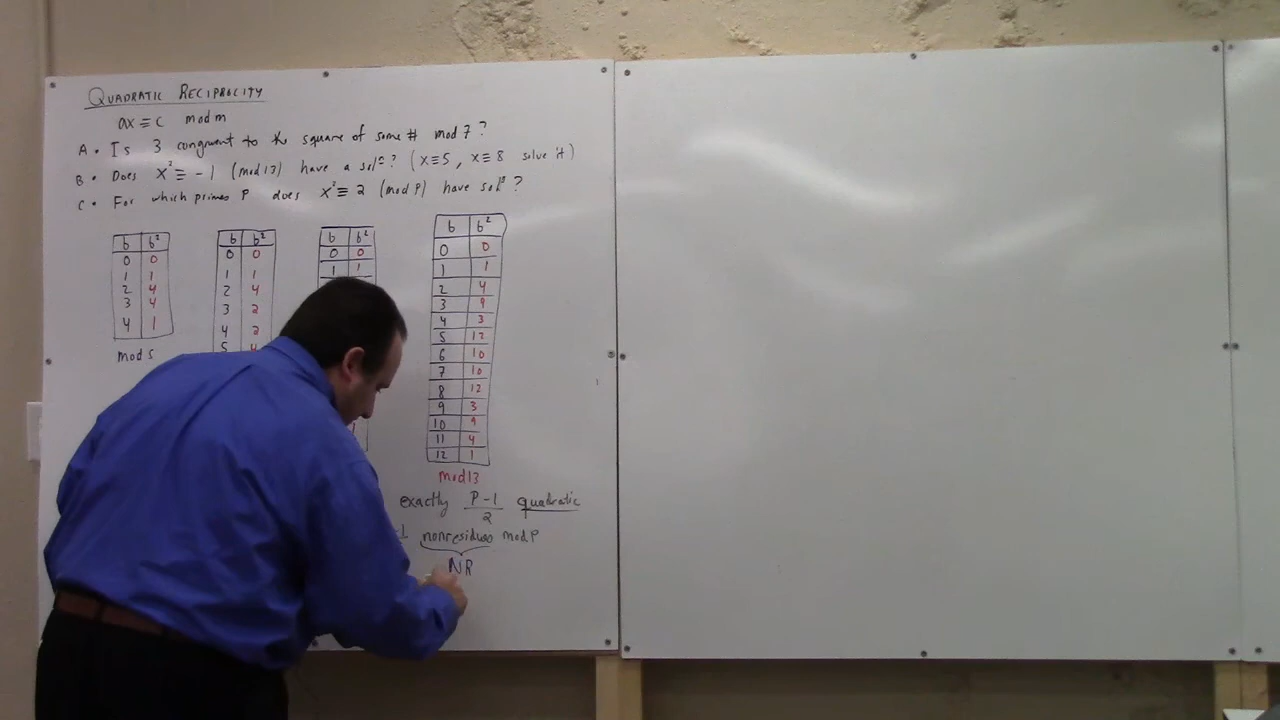 QUADRATIC RECIPROCITY
ax ≡ c mod m
A • Is 3 congruent to the square of some # mod 7?
B • Does x² ≡ -1 (mod 13) have a solⁿ? (x≡5, x≡8 solve it)
C • For which primes P does x² ≡ 2 (mod P) have solⁿ?
b b²
0 0
1 1
2 4
3 4
4 1
mod 5
b b²
0 0
1 1
2 4
3 2
4 2
5 4
b b²
0 0
1 1
b b²
0 0
1 1
2 4
3 9
4 3
5 12
6 10
7 10
8 12
9 3
10 9
11 4
12 1
mod 13
exactly P-1/2 quadratic
nonresidues mod P
NR